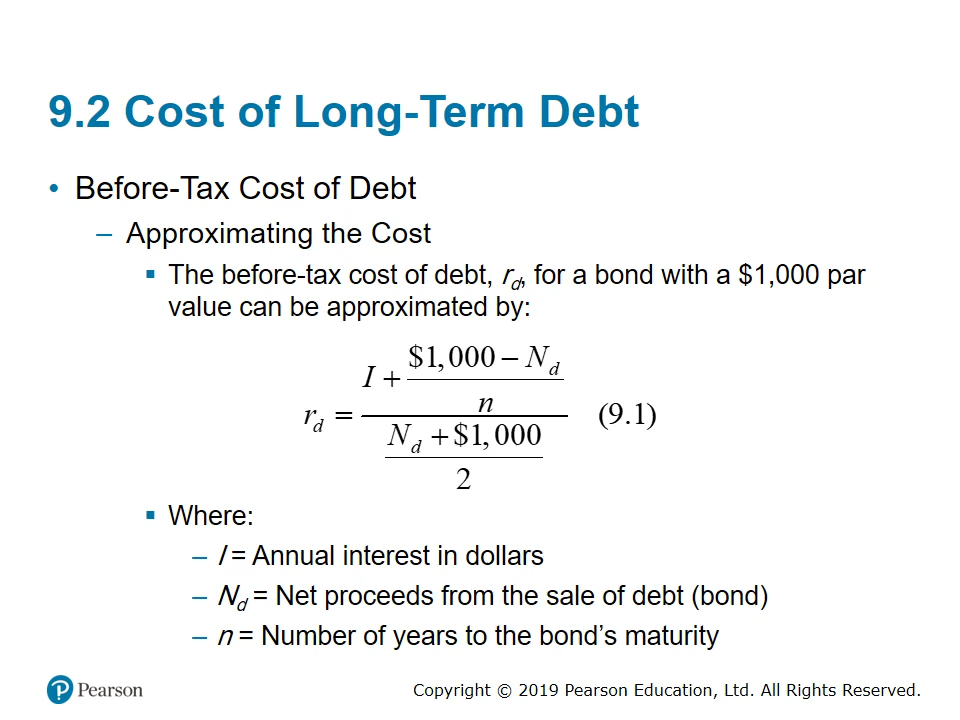 9.2 Cost of Long-Term Debt
• Before-Tax Cost of Debt
– Approximating the Cost
▪ The before-tax cost of debt, r_d, for a bond with a $1,000 par
value can be approximated by:
r_d = (I + ($1,000 − N_d) / n) / ((N_d + $1,000) / 2) (9.1)
▪ Where:
– I = Annual interest in dollars
– N_d = Net proceeds from the sale of debt (bond)
– n = Number of years to the bond’s maturity
P Pearson
Copyright © 2019 Pearson Education, Ltd. All Rights Reserved.